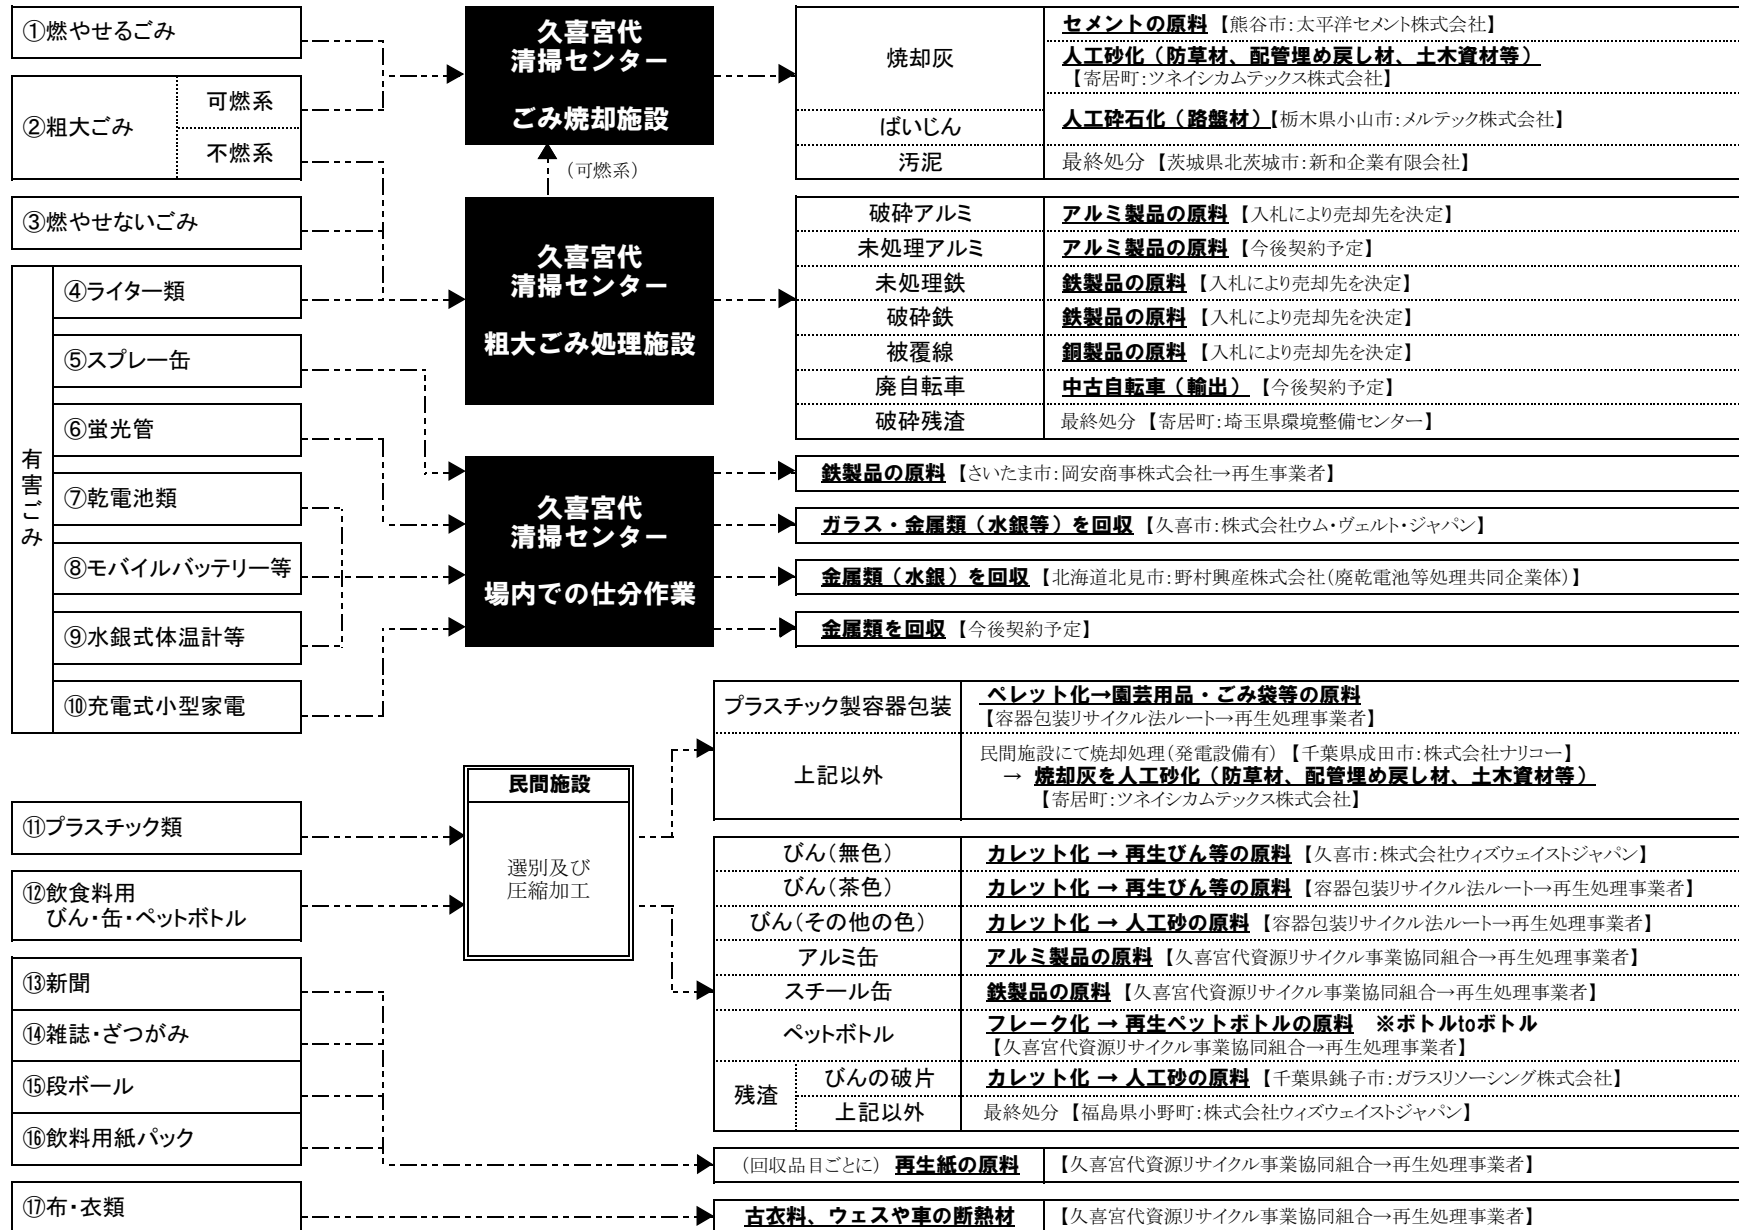 ①燃やせるごみ
②粗大ごみ
可燃系
不燃系
③燃やせないごみ
有害ごみ
④ライター類
⑤スプレー缶
⑥蛍光管
⑦乾電池類
⑧モバイルバッテリー等
⑨水銀式体温計等
⑩充電式小型家電
⑪プラスチック類
⑫飲食料用
びん・缶・ペットボトル
⑬新聞
⑭雑誌・ざつがみ
⑮段ボール
⑯飲料用紙パック
⑰布・衣類
久喜宮代
清掃センター
ごみ焼却施設
（可燃系）
久喜宮代
清掃センター
粗大ごみ処理施設
久喜宮代
清掃センター
場内での仕分作業
民間施設
選別及び
圧縮加工
焼却灰
セメントの原料 【熊谷市：太平洋セメント株式会社】
人工砂化（防草材、配管埋め戻し材、土木資材等）
【寄居町：ツネイシカムテックス株式会社】
ばいじん
人工砕石化（路盤材）【栃木県小山市：メルテック株式会社】
汚泥
最終処分 【茨城県北茨城市：新和企業有限会社】
破砕アルミ
アルミ製品の原料 【入札により売却先を決定】
未処理アルミ
アルミ製品の原料 【今後契約予定】
未処理鉄
鉄製品の原料 【入札により売却先を決定】
破砕鉄
鉄製品の原料 【入札により売却先を決定】
被覆線
銅製品の原料 【入札により売却先を決定】
廃自転車
中古自転車（輸出） 【今後契約予定】
破砕残渣
最終処分 【寄居町：埼玉県環境整備センター】
鉄製品の原料 【さいたま市：岡安商事株式会社→再生事業者】
ガラス・金属類（水銀等）を回収 【久喜市：株式会社ウム・ヴェルト・ジャパン】
金属類（水銀）を回収 【北海道北見市：野村興産株式会社（廃乾電池等処理共同企業体）】
金属類を回収 【今後契約予定】
プラスチック製容器包装
ペレット化→園芸用品・ごみ袋等の原料
【容器包装リサイクル法ルート→再生処理事業者】
上記以外
民間施設にて焼却処理（発電設備有） 【千葉県成田市：株式会社ナリコー】
→ 焼却灰を人工砂化（防草材、配管埋め戻し材、土木資材等）
【寄居町：ツネイシカムテックス株式会社】
びん（無色）
カレット化 → 再生びん等の原料 【久喜市：株式会社ウィズウェイストジャパン】
びん（茶色）
カレット化 → 再生びん等の原料 【容器包装リサイクル法ルート→再生処理事業者】
びん（その他の色）
カレット化 → 人工砂の原料 【容器包装リサイクル法ルート→再生処理事業者】
アルミ缶
アルミ製品の原料 【久喜宮代資源リサイクル事業協同組合→再生処理事業者】
スチール缶
鉄製品の原料 【久喜宮代資源リサイクル事業協同組合→再生処理事業者】
ペットボトル
フレーク化 → 再生ペットボトルの原料 ※ボトルtoボトル
【久喜宮代資源リサイクル事業協同組合→再生処理事業者】
残渣
びんの破片
カレット化 → 人工砂の原料 【千葉県銚子市：ガラスリソーシング株式会社】
上記以外
最終処分 【福島県小野町：株式会社ウィズウェイストジャパン】
（回収品目ごとに） 再生紙の原料
【久喜宮代資源リサイクル事業協同組合→再生処理事業者】
古衣料、ウェスや車の断熱材
【久喜宮代資源リサイクル事業協同組合→再生処理事業者】